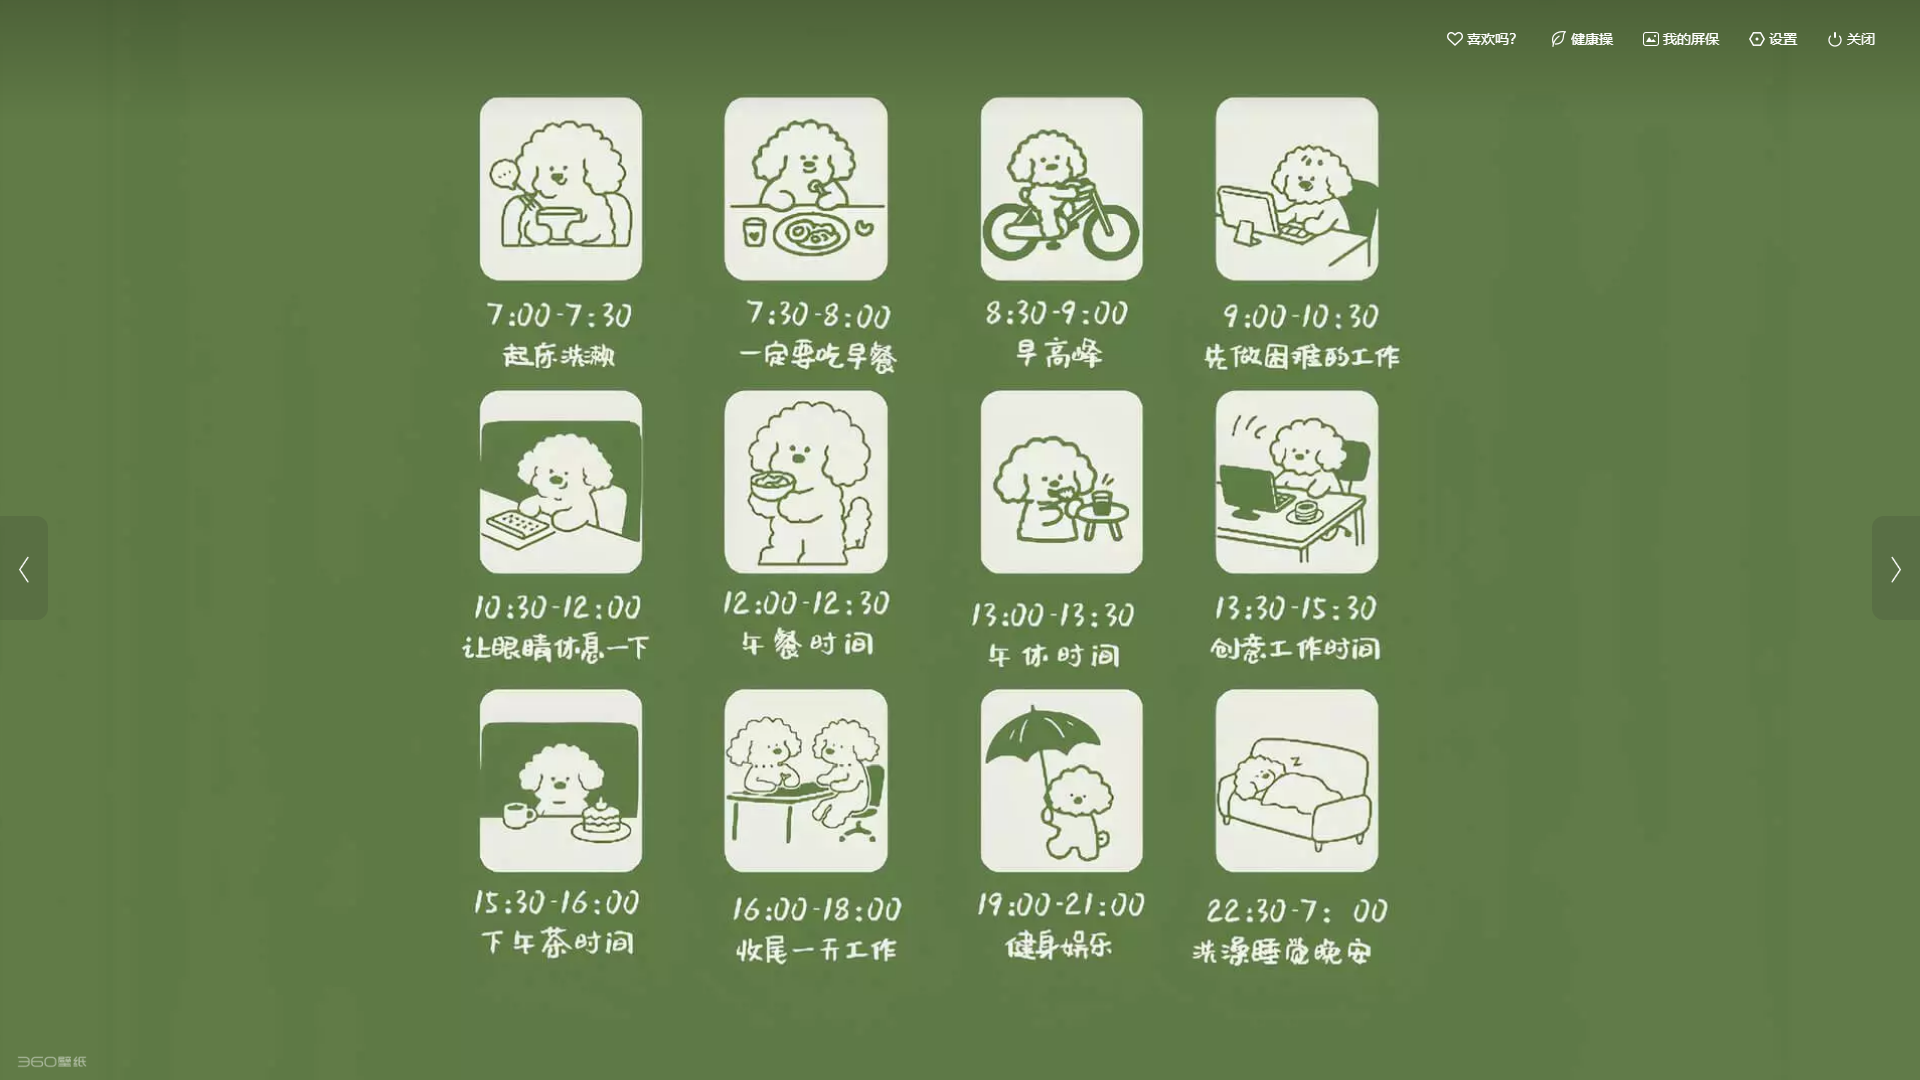 喜欢吗?
健康操
我的屏保
设置
关闭
7:00-7:30
起床洗漱
7:30-8:00
一定要吃早餐
8:30-9:00
早高峰
9:00-10:30
先做困难的工作
10:30-12:00
让眼睛休息一下
12:00-12:30
午餐时间
13:00-13:30
午休时间
13:30-15:30
创意工作时间
15:30-16:00
下午茶时间
16:00-18:00
收尾一天工作
19:00-21:00
健身娱乐
22:30-7: 00
洗澡睡觉晚安
Z
360壁纸